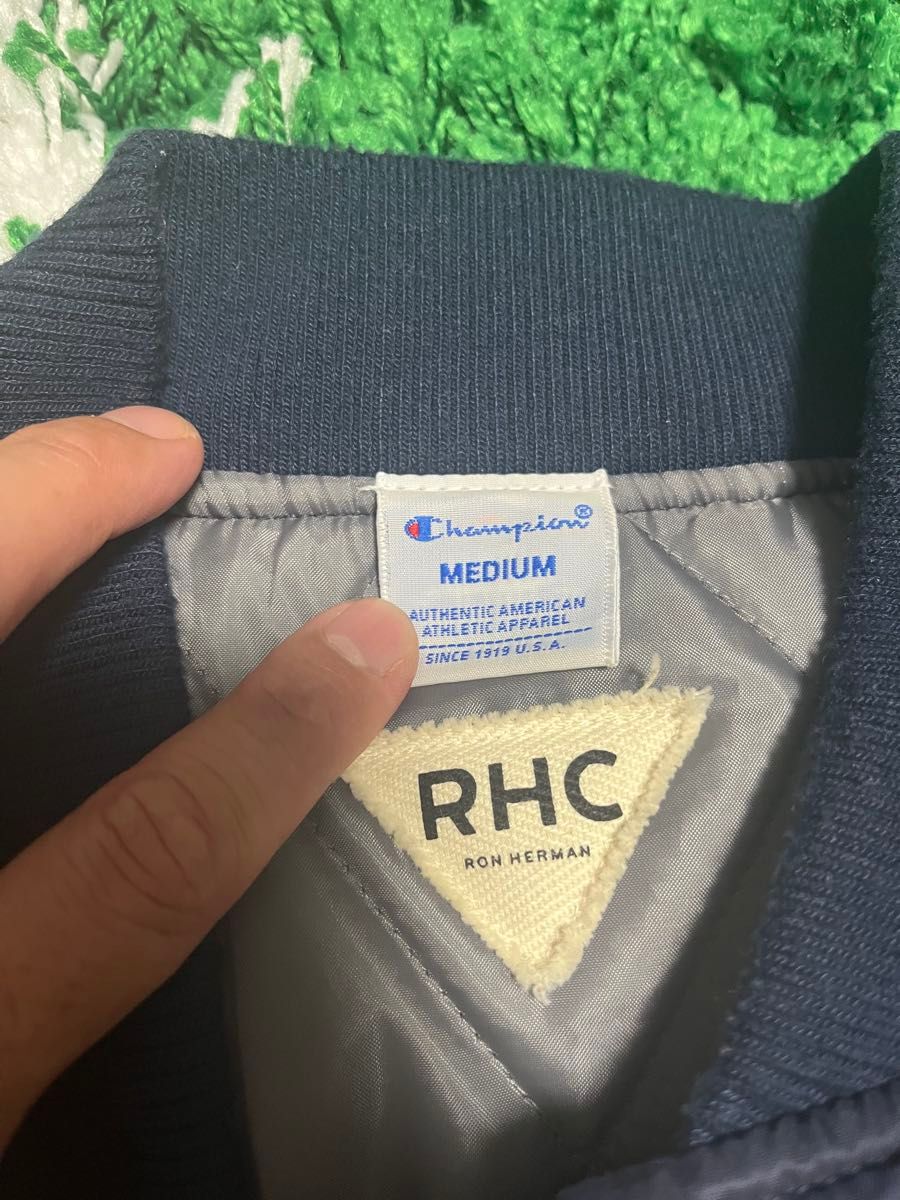 Champion®
MEDIUM
AUTHENTIC AMERICAN
ATHLETIC APPAREL
SINCE 1919 U.S.A.
RHC
RON HERMAN